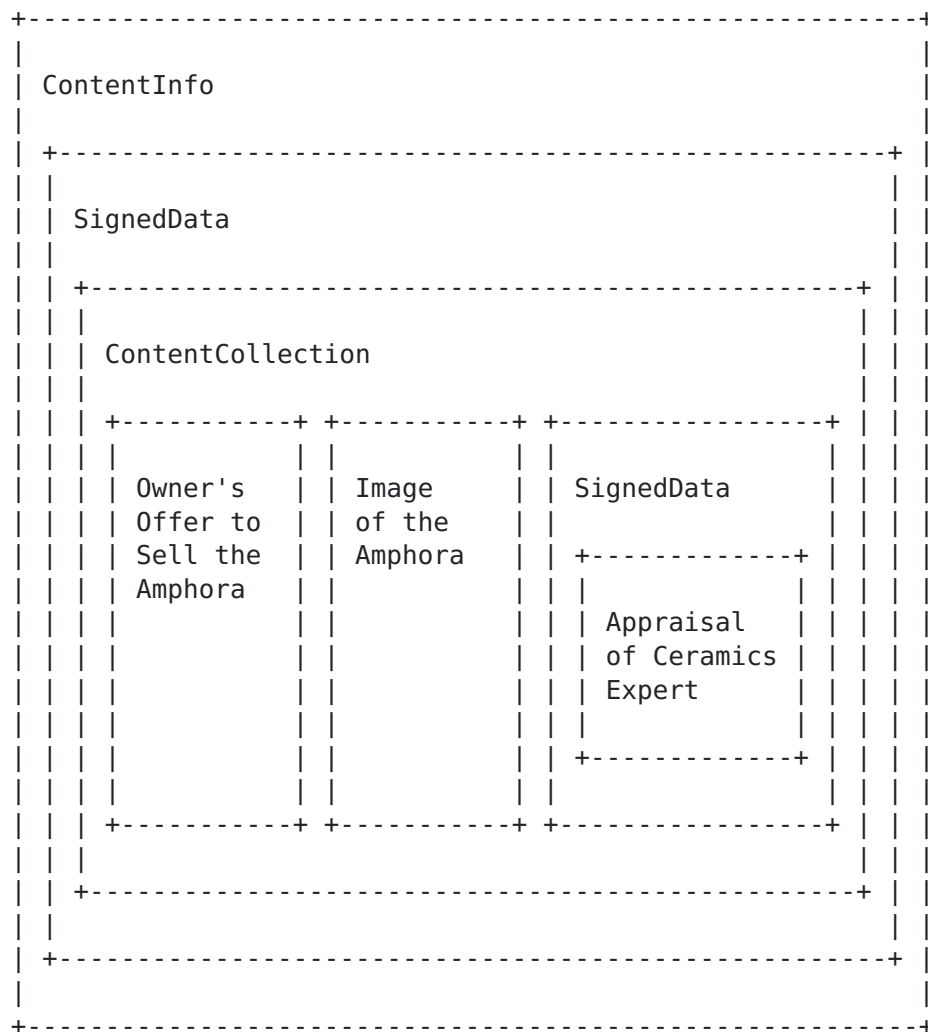 ContentInfo
SignedData
ContentCollection
Owner's
Offer to
Sell the
Amphora
Image
of the
Amphora
SignedData
Appraisal
of Ceramics
Expert